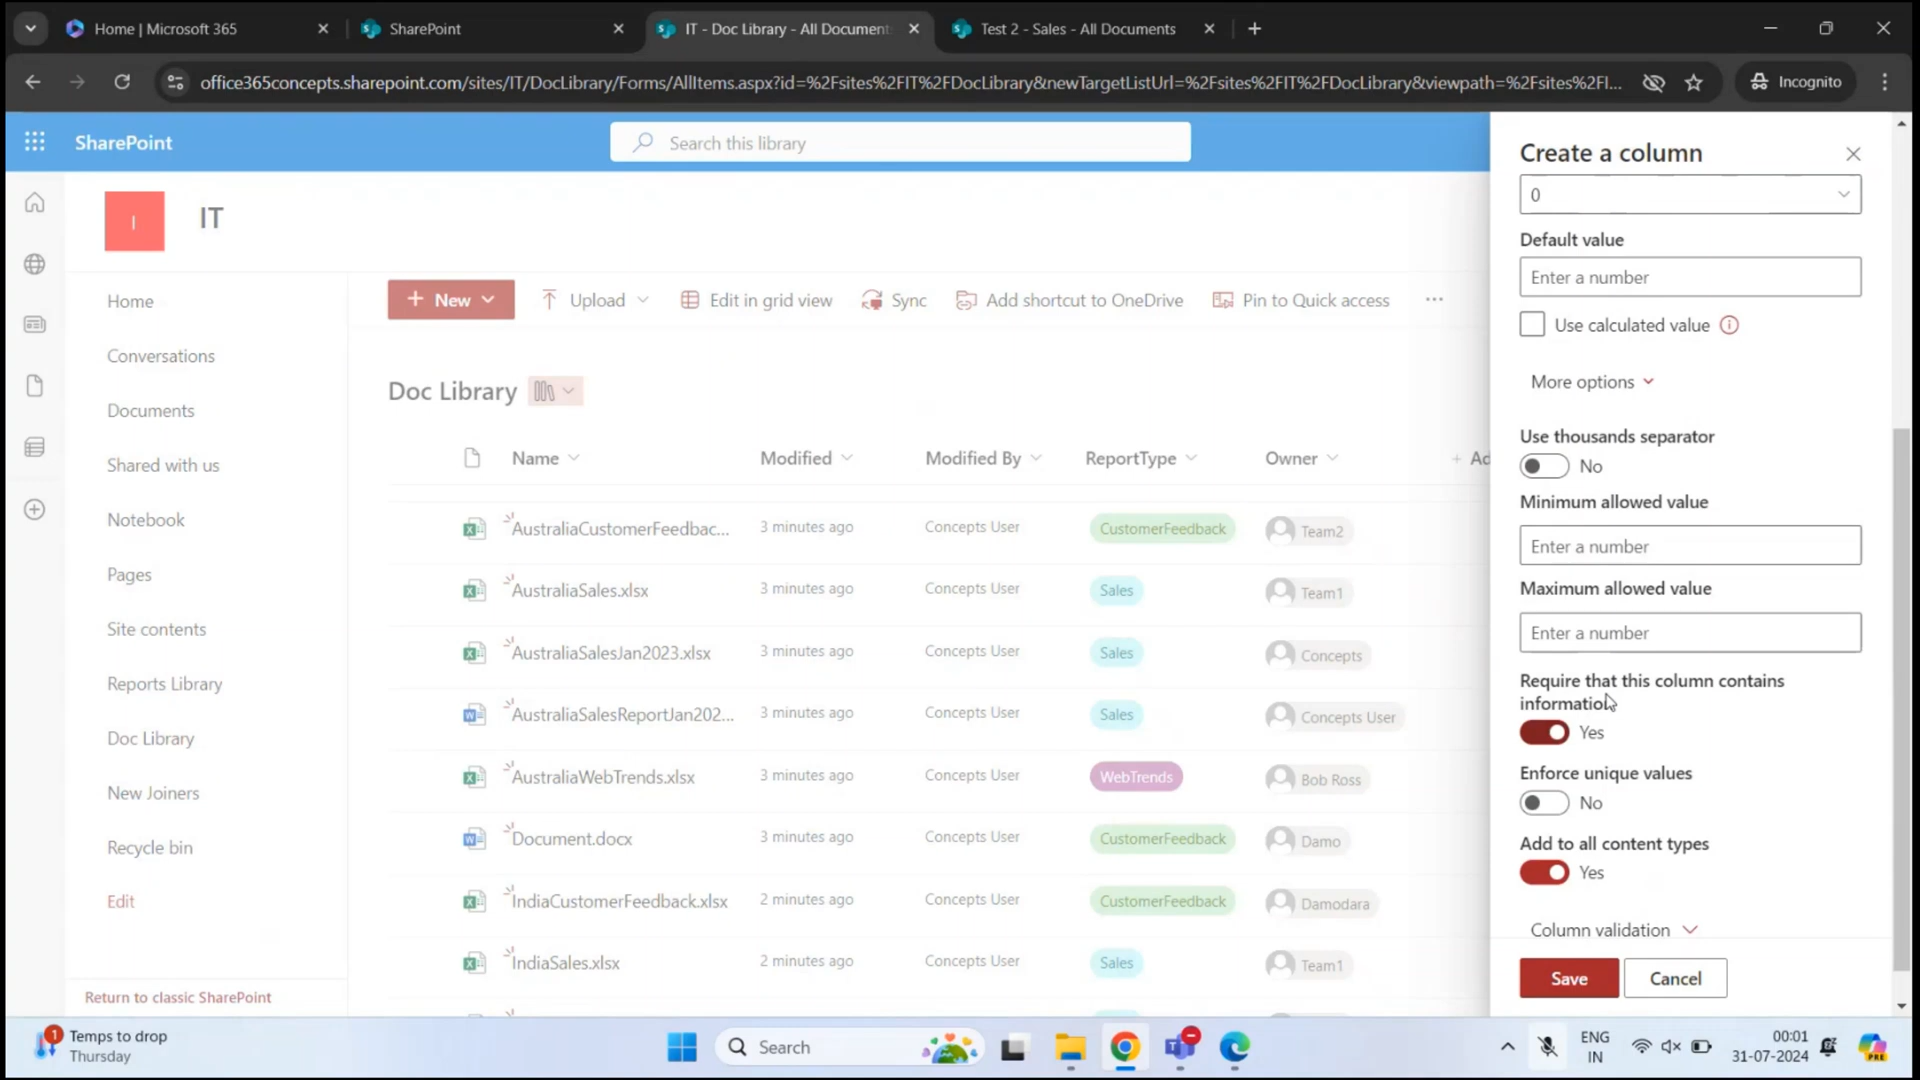 Home | Microsoft 365
SharePoint
IT - Doc Library - All Document
Test 2 - Sales - All Documents
office365concepts.sharepoint.com/sites/IT/DocLibrary/Forms/AllItems.aspx?id=%2Fsites%2FIT%2FDocLibrary&newTargetListUrl=%2Fsites%2FIT%2FDocLibrary&viewpath=%2Fsites%2FI...
Incognito
SharePoint
Search this library
I
IT
Home
Conversations
Documents
Shared with us
Notebook
Pages
Site contents
Reports Library
Doc Library
New Joiners
Recycle bin
Edit
Return to classic SharePoint
New
Upload
Edit in grid view
Sync
Add shortcut to OneDrive
Pin to Quick access
Doc Library
Name Modified Modified By ReportType Owner + Ad
AustraliaCustomerFeedbac... 3 minutes ago Concepts User CustomerFeedback Team2
AustraliaSales.xlsx 3 minutes ago Concepts User Sales Team1
AustraliaSalesJan2023.xlsx 3 minutes ago Concepts User Sales Concepts
AustraliaSalesReportJan202... 3 minutes ago Concepts User Sales Concepts User
AustraliaWebTrends.xlsx 3 minutes ago Concepts User WebTrends Bob Ross
Document.docx 3 minutes ago Concepts User CustomerFeedback Damo
IndiaCustomerFeedback.xlsx 2 minutes ago Concepts User CustomerFeedback Damodara
IndiaSales.xlsx 2 minutes ago Concepts User Sales Team1
Create a column
0
Default value
Enter a number
Use calculated value
More options
Use thousands separator
No
Minimum allowed value
Enter a number
Maximum allowed value
Enter a number
Require that this column contains
information
Yes
Enforce unique values
No
Add to all content types
Yes
Column validation
Save
Cancel
1
Temps to drop
Thursday
Search
ENG
IN
00:01
31-07-2024
PRE